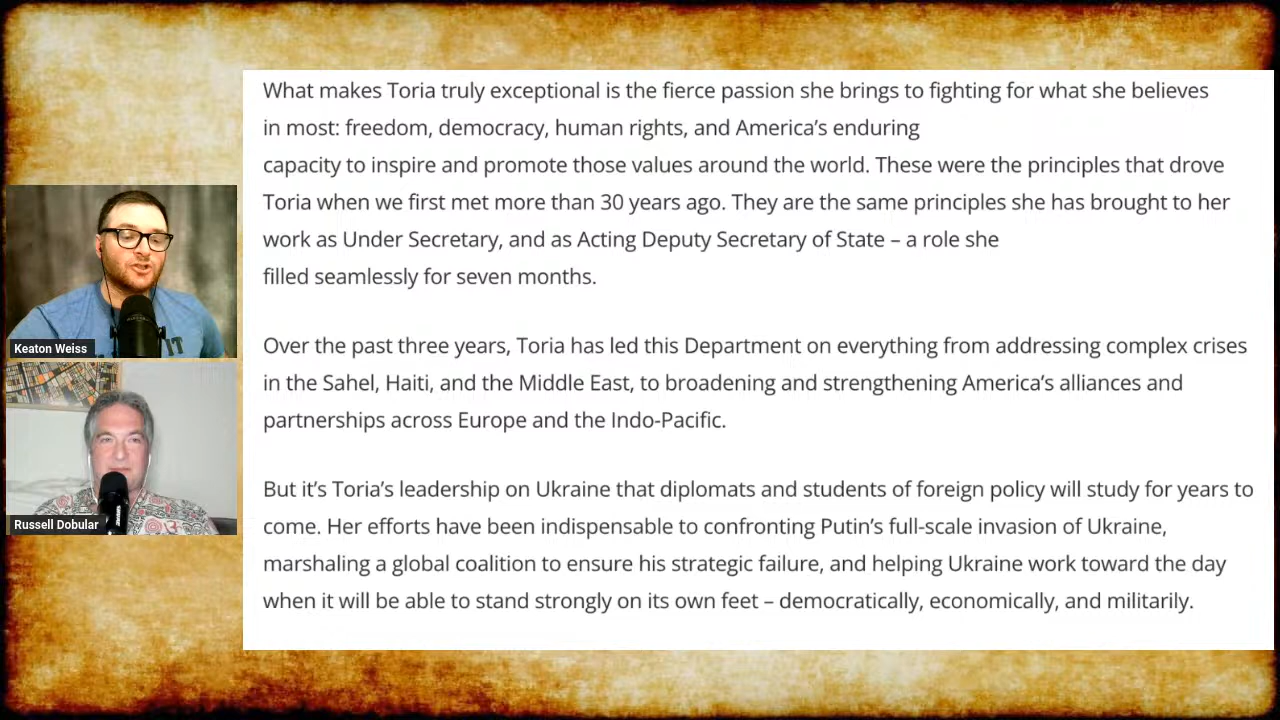 What makes Toria truly exceptional is the fierce passion she brings to fighting for what she believes
in most: freedom, democracy, human rights, and America’s enduring
capacity to inspire and promote those values around the world. These were the principles that drove
Toria when we first met more than 30 years ago. They are the same principles she has brought to her
work as Under Secretary, and as Acting Deputy Secretary of State – a role she
filled seamlessly for seven months.
Over the past three years, Toria has led this Department on everything from addressing complex crises
in the Sahel, Haiti, and the Middle East, to broadening and strengthening America’s alliances and
partnerships across Europe and the Indo-Pacific.
But it’s Toria’s leadership on Ukraine that diplomats and students of foreign policy will study for years to
come. Her efforts have been indispensable to confronting Putin’s full-scale invasion of Ukraine,
marshaling a global coalition to ensure his strategic failure, and helping Ukraine work toward the day
when it will be able to stand strongly on its own feet – democratically, economically, and militarily.
IT
Keaton Weiss
Russell Dobular